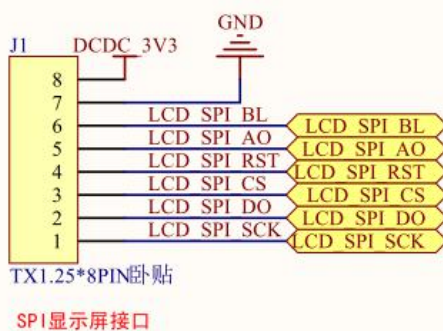 GND
J1 DCDC_3V3
8
7
6 LCD_SPI_BL LCD_SPI_BL
5 LCD_SPI_AO LCD_SPI_AO
4 LCD_SPI_RST LCD_SPI_RST
3 LCD_SPI_CS LCD_SPI_CS
2 LCD_SPI_DO LCD_SPI_DO
1 LCD_SPI_SCK LCD_SPI_SCK
TX1.25*8PIN卧贴
SPI显示屏接口